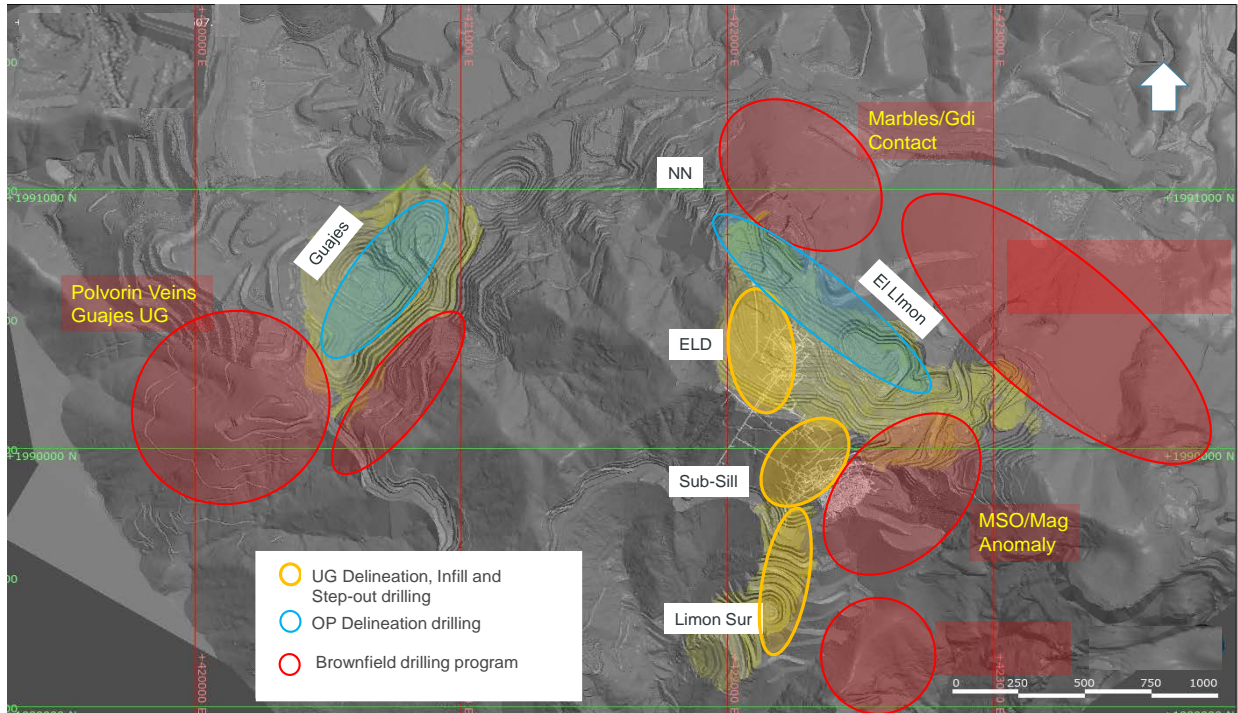 607.
+420000 E
+421000 E
+422000 E
+423000 E
Marbles/Gdi
Contact
NN
+1991000 N
+1991000 N
Guajes
El LImon
Polvorin Veins
Guajes UG
ELD
+1990000 N
+1990000 N
Sub-Sill
MSO/Mag
Anomaly
UG Delineation, Infill and
Step-out drilling
OP Delineation drilling
Brownfield drilling program
Limon Sur
+420000 E
0 250 500 750 1000